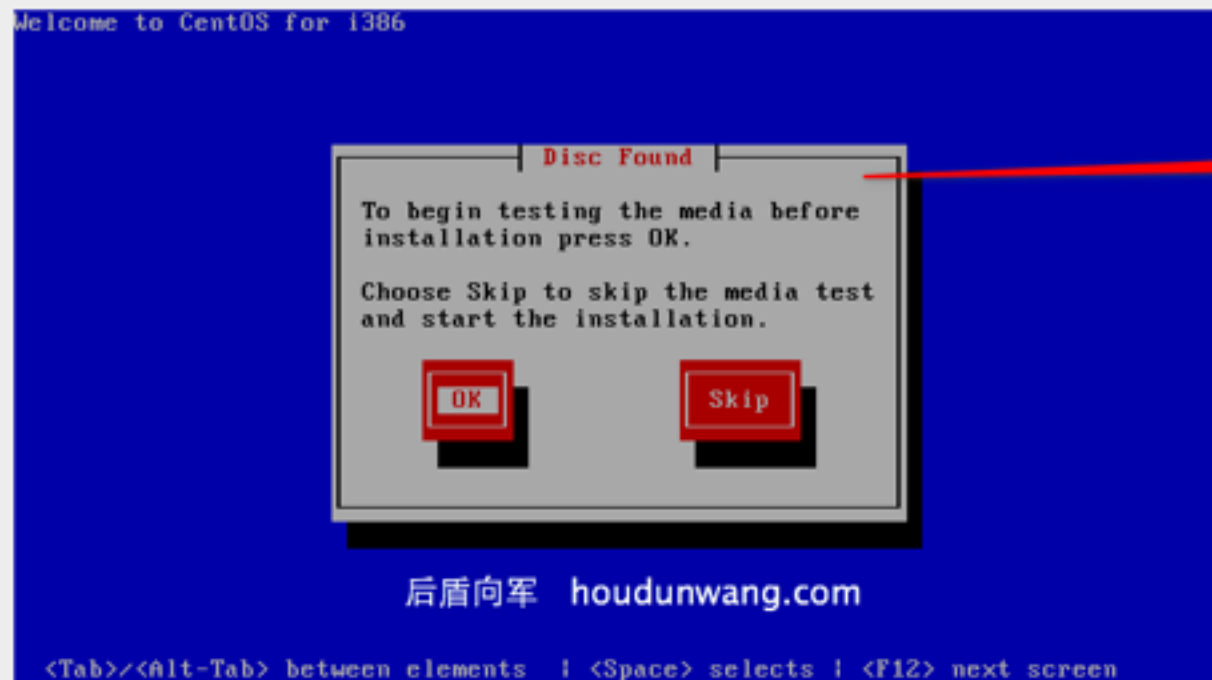 Welcome to CentOS for i386
Disc Found
To begin testing the media before
installation press OK.
Choose Skip to skip the media test
and start the installation.
OK
Skip
后盾向军 houdunwang.com
<Tab>/<Alt-Tab> between elements | <Space> selects | <F12> next screen